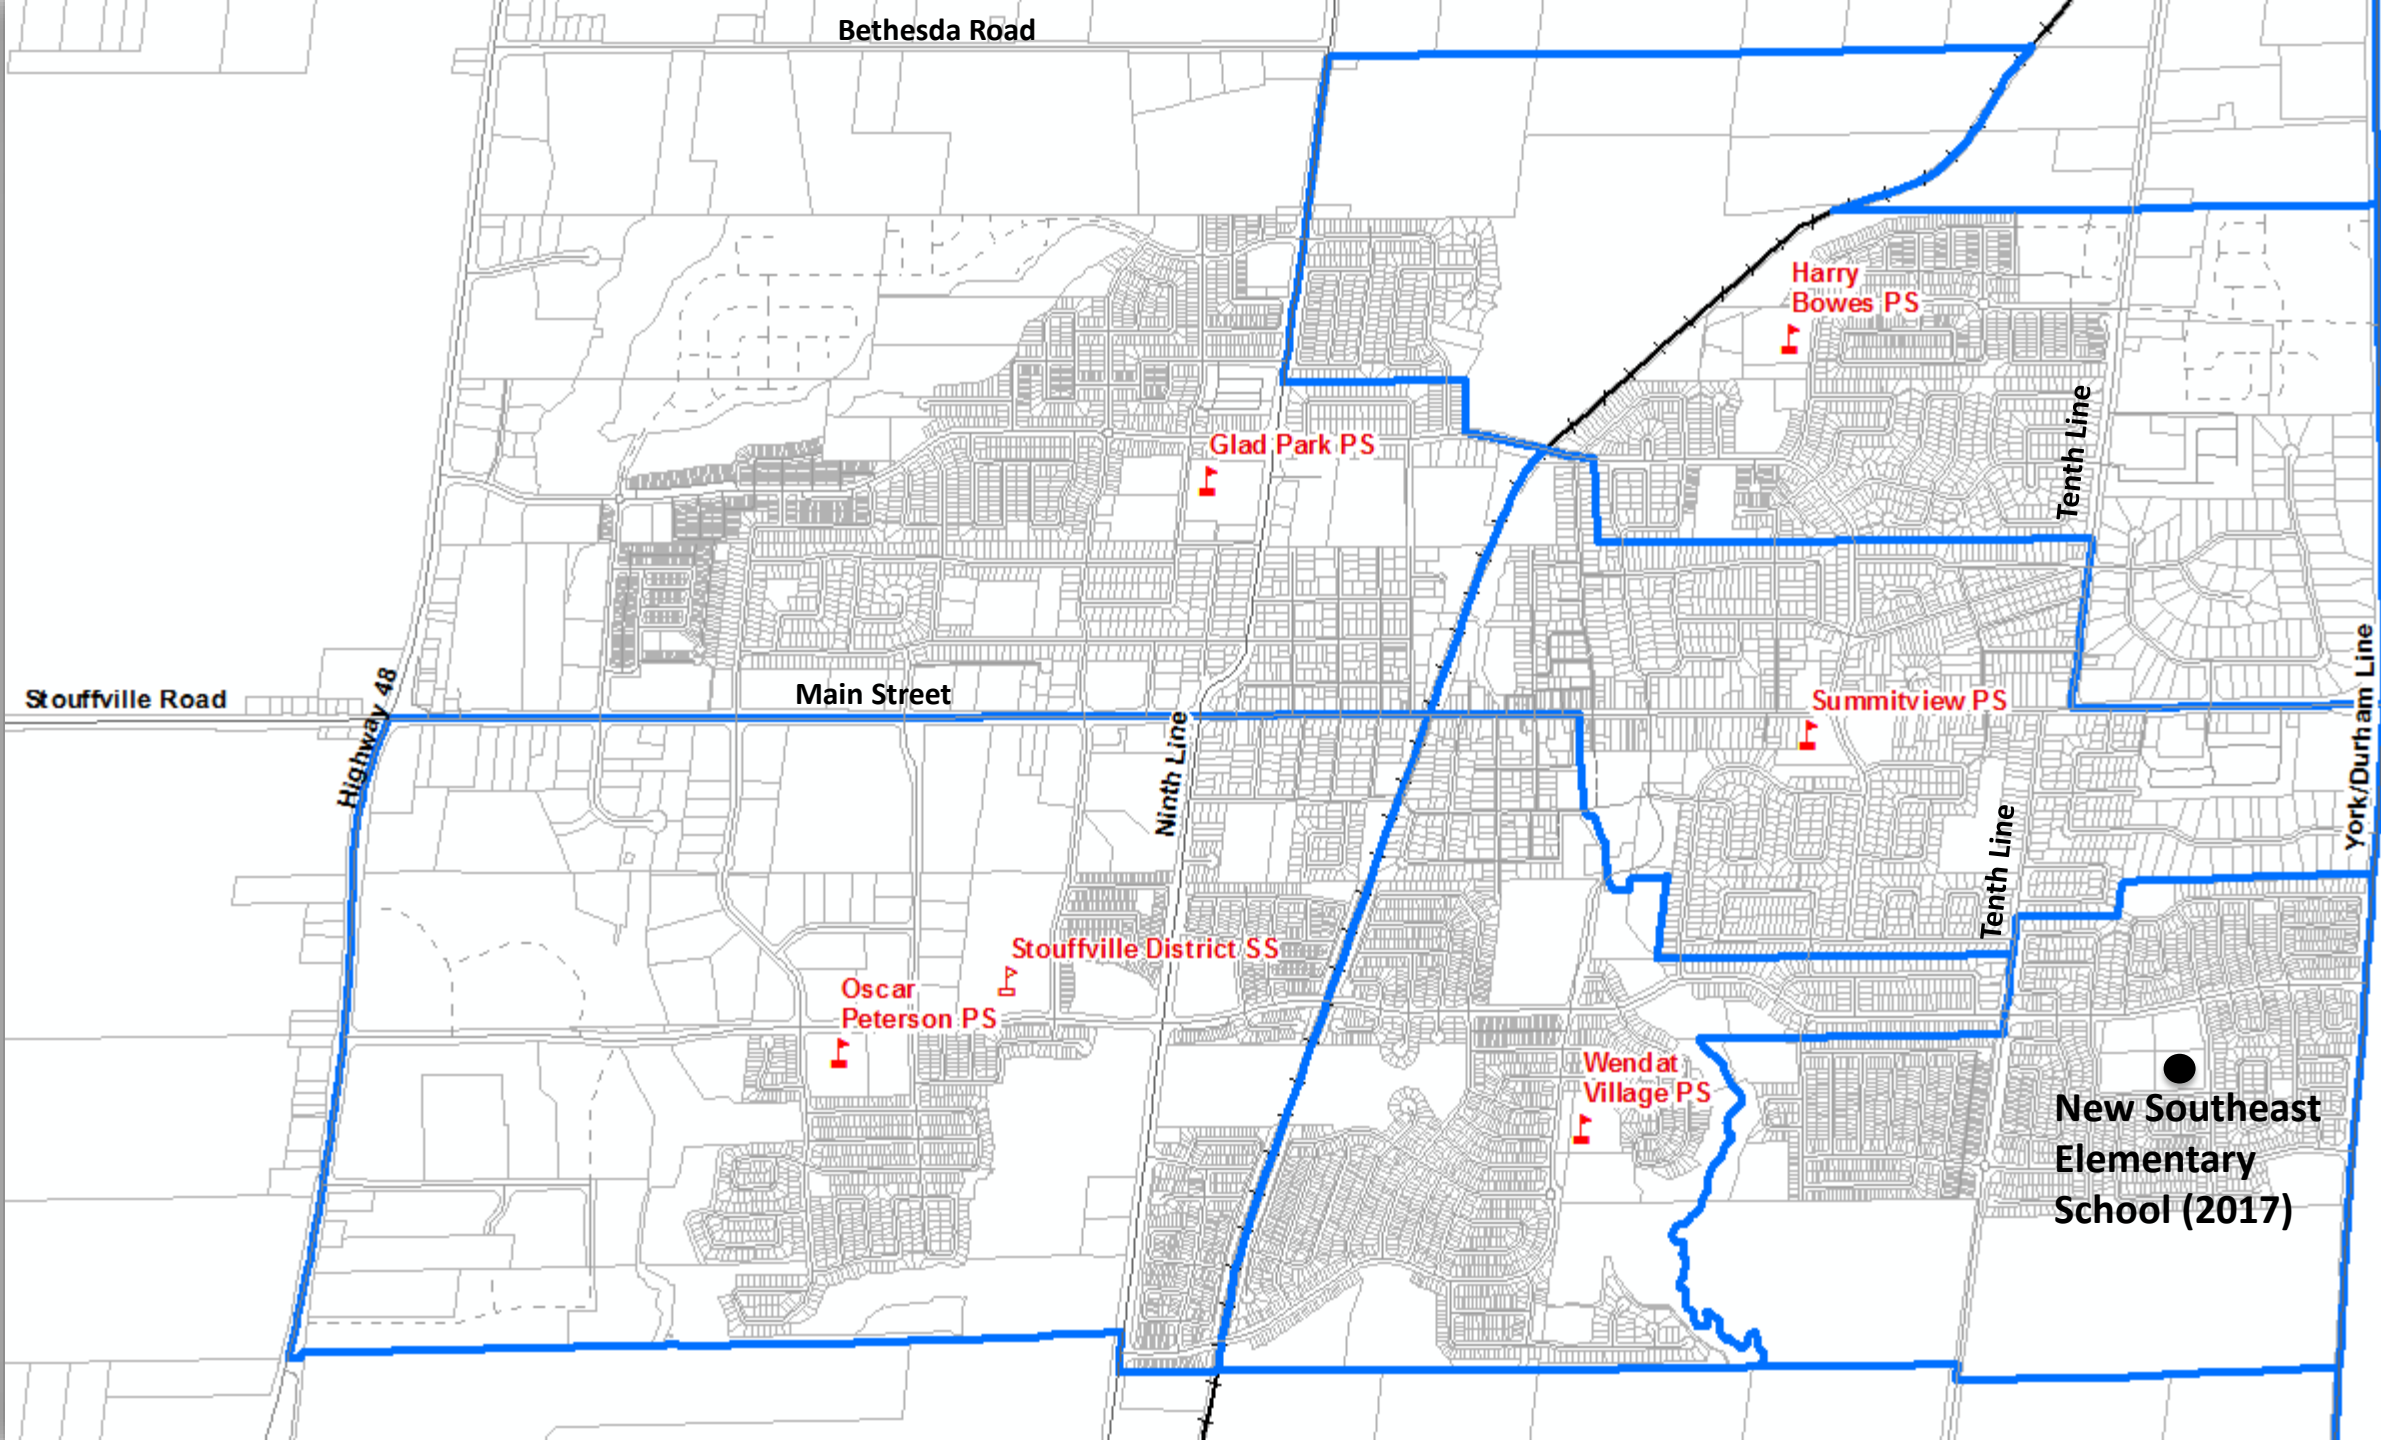 Bethesda Road
Harry
Bowes PS
Glad Park PS
Tenth Line
Stouffville Road
Highway 48
Main Street
Ninth Line
Summitview PS
York/Durham Line
Tenth Line
Stouffville District SS
Oscar
Peterson PS
Wendat
Village PS
New Southeast
Elementary
School (2017)